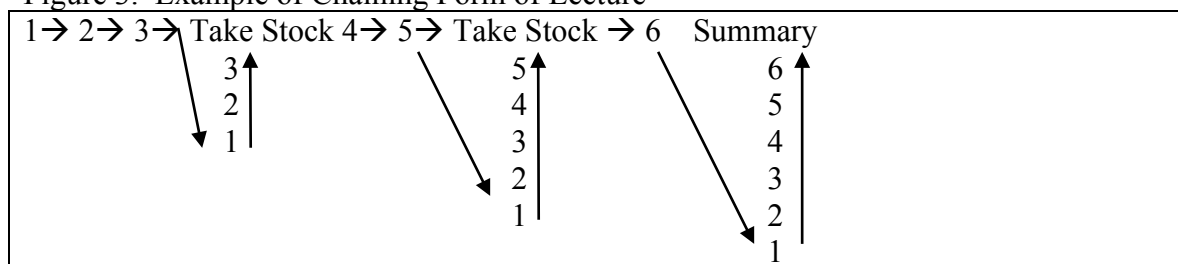 Figure 3. Example of Chaining Form of Lecture
1→ 2→ 3→ Take Stock 4→ 5→ Take Stock → 6 Summary
3 5 6
2 4 5
1 3 4
2 3
1 2
1